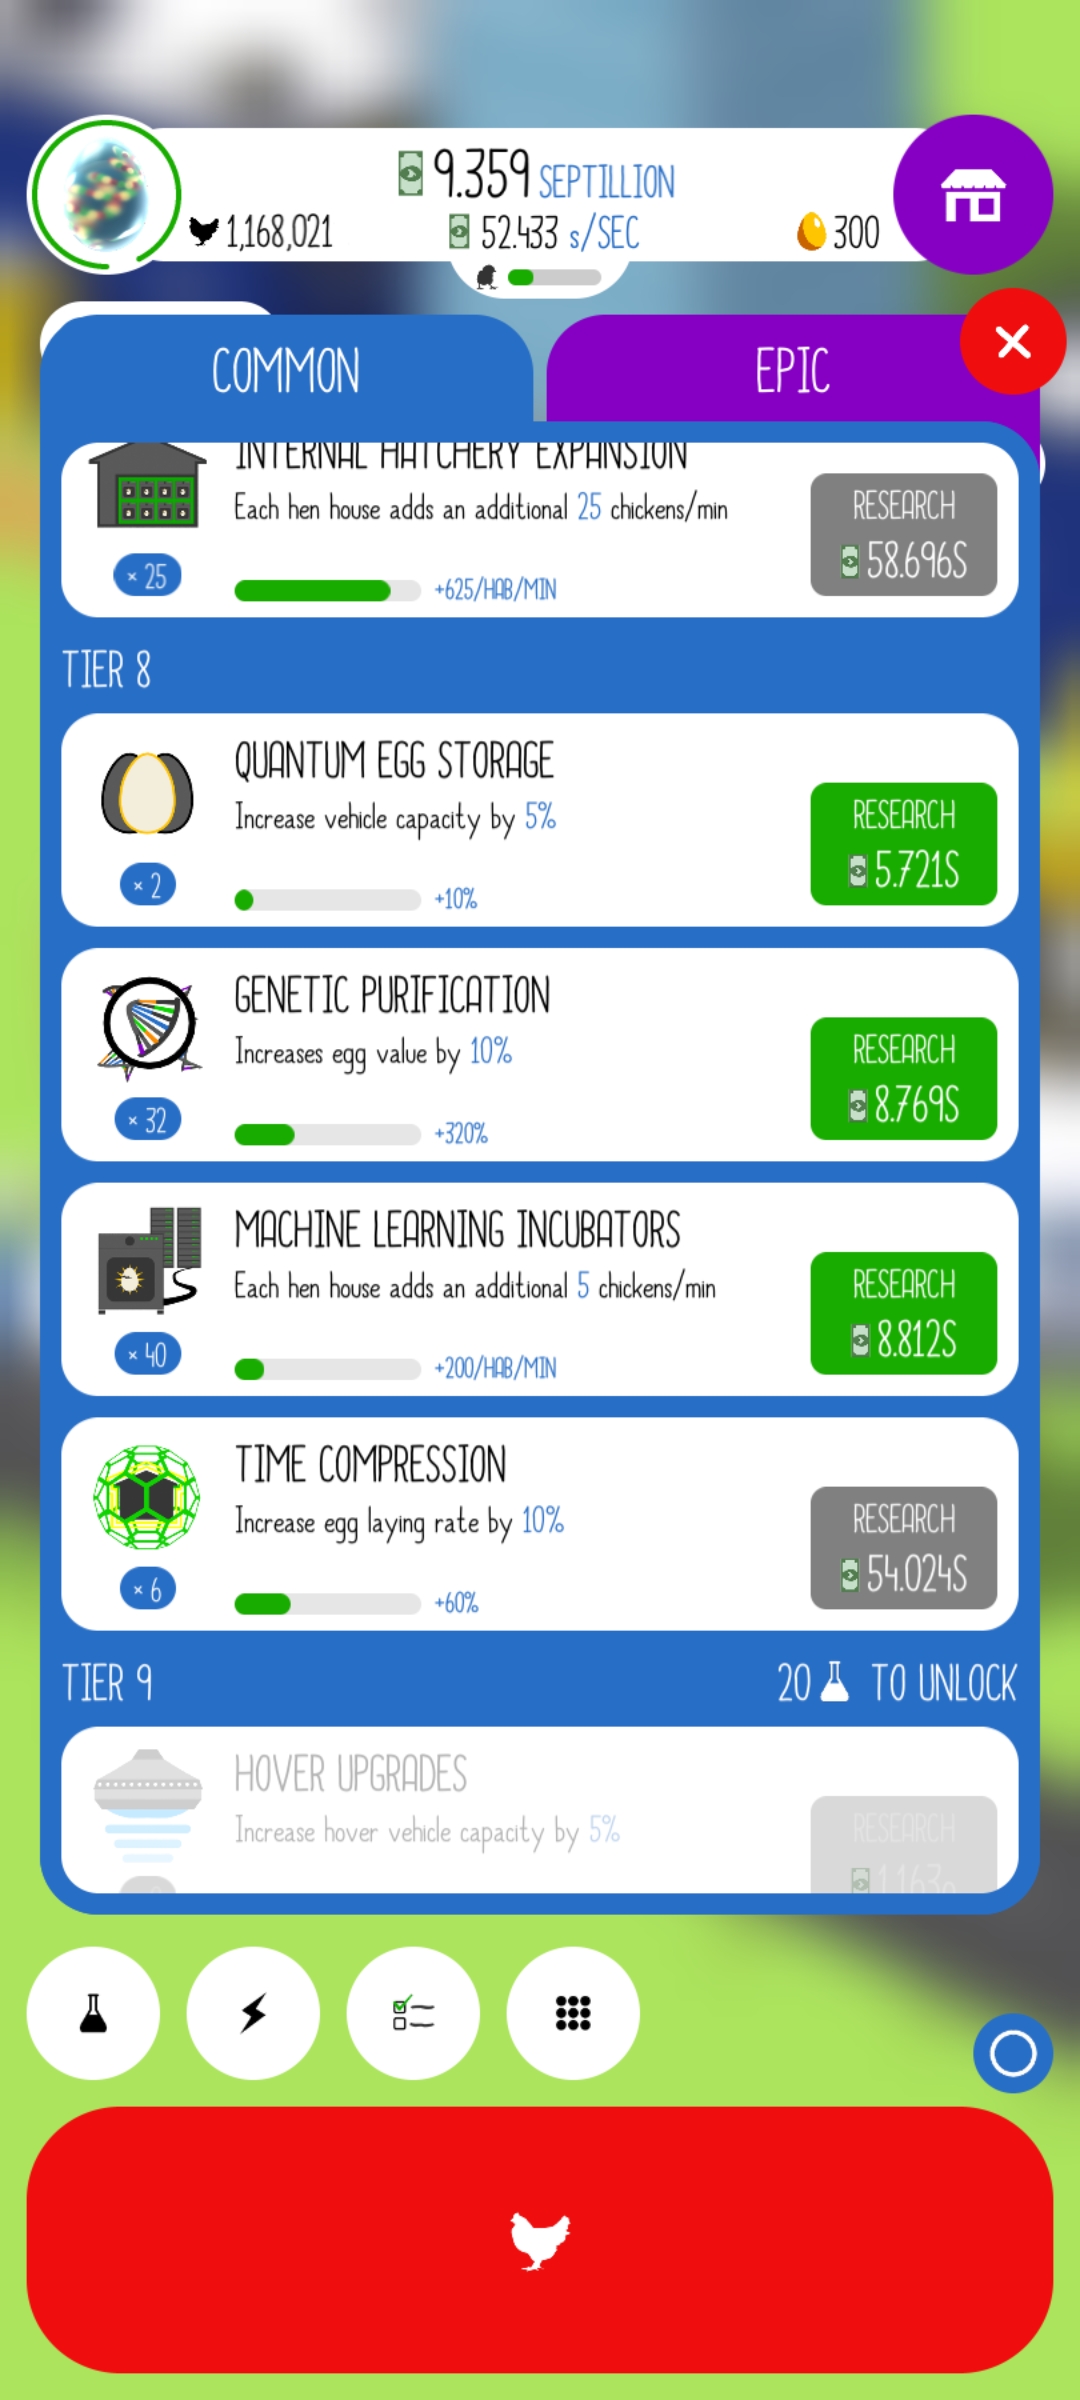 9.359 SEPTILLION
1,168,021
52.433 s/SEC
300
COMMON
EPIC
INTERNAL HATCHERY EXPANSION
Each hen house adds an additional 25 chickens/min
RESEARCH
58.696S
× 25
+625/HAB/MIN
TIER 8
QUANTUM EGG STORAGE
Increase vehicle capacity by 5%
RESEARCH
5.721S
× 2
+10%
GENETIC PURIFICATION
Increases egg value by 10%
RESEARCH
8.769S
× 32
+320%
MACHINE LEARNING INCUBATORS
Each hen house adds an additional 5 chickens/min
RESEARCH
8.812S
× 40
+200/HAB/MIN
TIME COMPRESSION
Increase egg laying rate by 10%
RESEARCH
54.024S
× 6
+60%
TIER 9
20 TO UNLOCK
HOVER UPGRADES
Increase hover vehicle capacity by 5%
RESEARCH